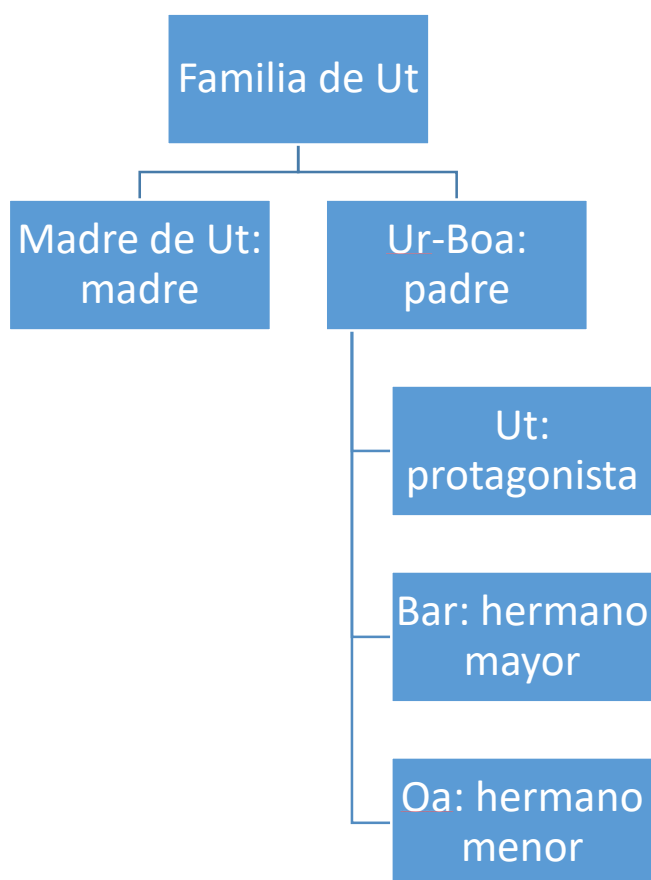 Familia de Ut
Madre de Ut:
madre
Ur-Boa:
padre
Ut:
protagonista
Bar: hermano
mayor
Oa: hermano
menor